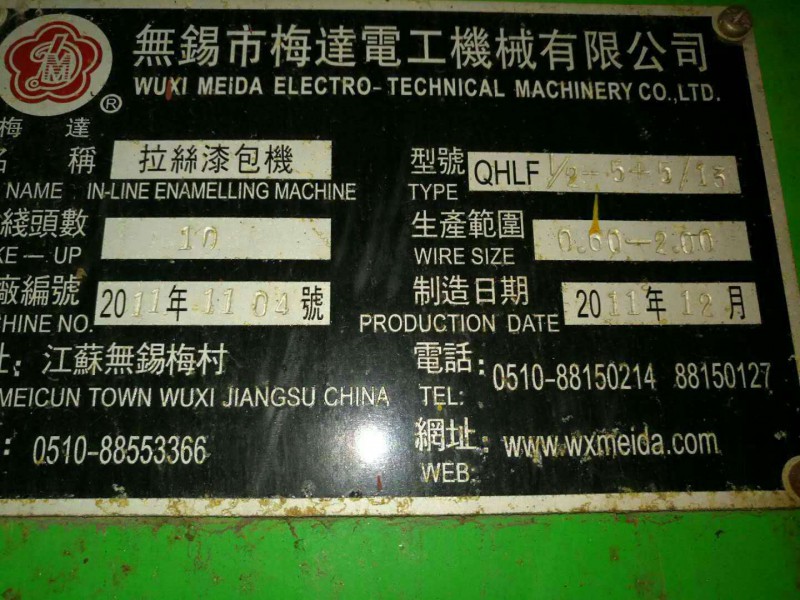 無錫市梅達電工機械有限公司
WUXI MEIDA ELECTRO-TECHNICAL MACHINERY CO.,LTD.
®
梅達
名稱 拉絲漆包機 型號 QHLF 1/2-5+5/13
NAME IN-LINE ENAMELLING MACHINE TYPE
綫頭數 10 生產範圍 0.60-2.00
KE-UP WIRE SIZE
廠編號 2011年1104號 制造日期 2011年12月
CHINE NO. PRODUCTION DATE
址: 江蘇無錫梅村 電話: 0510-88150214 88150127
MEICUN TOWN WUXI JIANGSU CHINA TEL:
: 0510-88553366 網址: www.wxmeida.com
WEB.